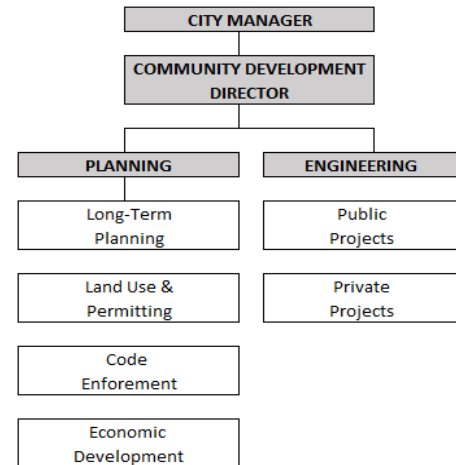 CITY MANAGER
COMMUNITY DEVELOPMENT
DIRECTOR
PLANNING
ENGINEERING
Long-Term
Planning
Public
Projects
Land Use &
Permitting
Private
Projects
Code
Enforement
Economic
Development